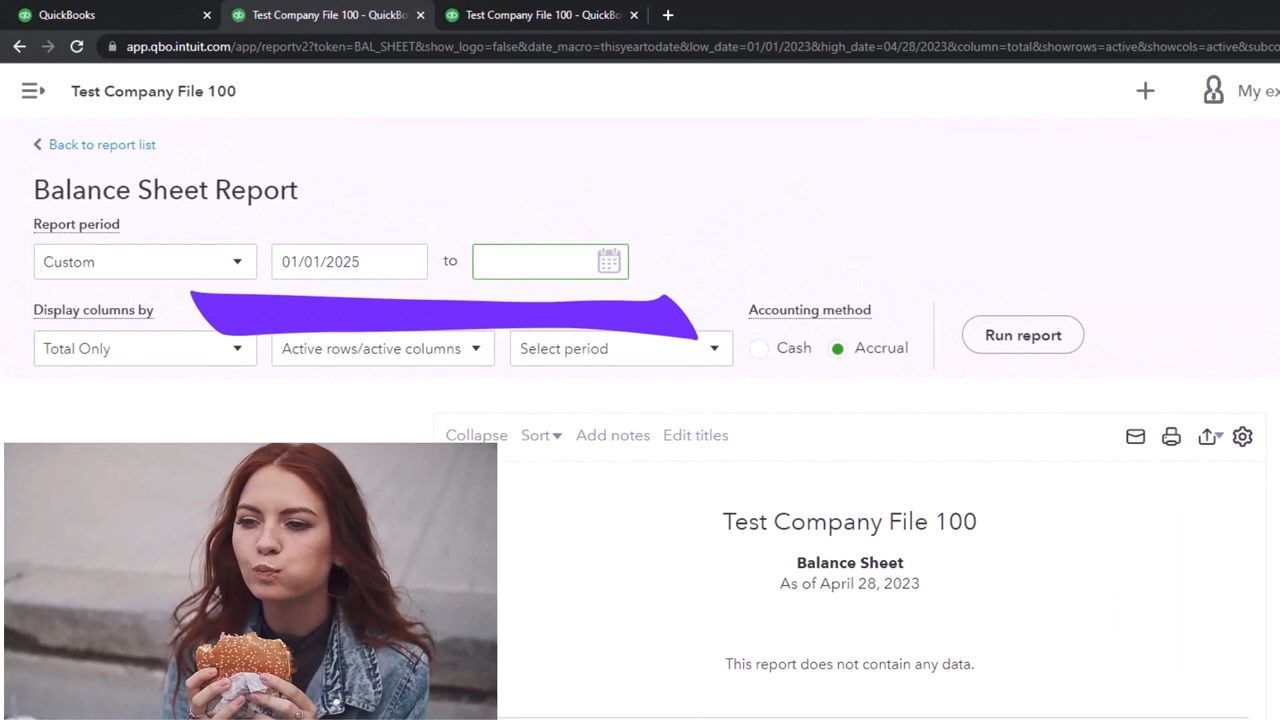 QuickBooks
Test Company File 100 - QuickBo
Test Company File 100 - QuickBo
app.qbo.intuit.com/app/reportv2?token=BAL_SHEET&show_logo=false&date_macro=thisyeartodate&low_date=01/01/2023&high_date=04/28/2023&column=total&showrows=active&showcols=active&subco
Test Company File 100
My ex
Back to report list
Balance Sheet Report
Report period
Custom 01/01/2025 to
Display columns by Accounting method
Total Only Active rows/active columns Select period Cash Accrual Run report
Collapse Sort Add notes Edit titles
Test Company File 100
Balance Sheet
As of April 28, 2023
This report does not contain any data.